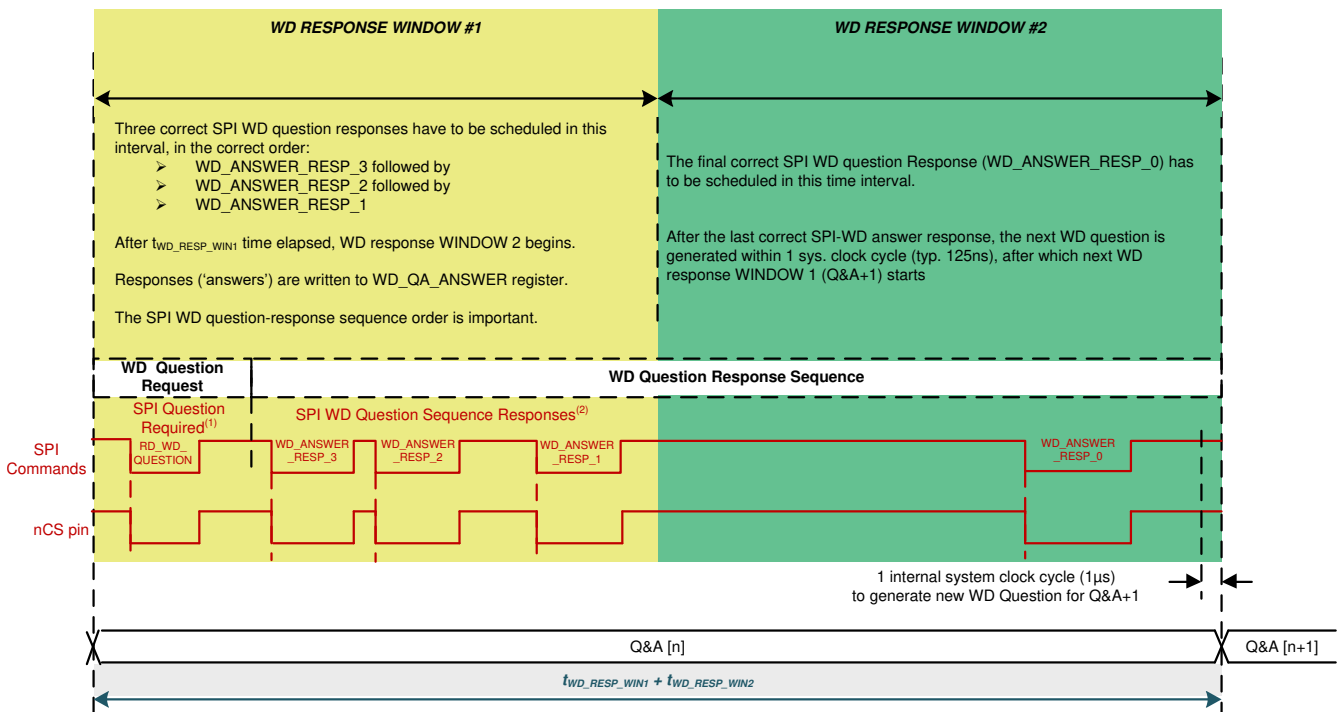 WD RESPONSE WINDOW #1
WD RESPONSE WINDOW #2
Three correct SPI WD question responses have to be scheduled in this
interval, in the correct order:
➢ WD_ANSWER_RESP_3 followed by
➢ WD_ANSWER_RESP_2 followed by
➢ WD_ANSWER_RESP_1
After tWD_RESP_WIN1 time elapsed, WD response WINDOW 2 begins.
Responses (‘answers’) are written to WD_QA_ANSWER register.
The SPI WD question-response sequence order is important.
The final correct SPI WD question Response (WD_ANSWER_RESP_0) has
to be scheduled in this time interval.
After the last correct SPI-WD answer response, the next WD question is
generated within 1 sys. clock cycle (typ. 125ns), after which next WD
response WINDOW 1 (Q&A+1) starts
WD Question
Request
WD Question Response Sequence
SPI Question
Required(1)
SPI WD Question Sequence Responses(2)
SPI
Commands
RD_WD_
QUESTION
WD_ANSWER
_RESP_3
WD_ANSWER
_RESP_2
WD_ANSWER
_RESP_1
WD_ANSWER
_RESP_0
nCS pin
1 internal system clock cycle (1µs)
to generate new WD Question for Q&A+1
Q&A [n]
Q&A [n+1]
tWD_RESP_WIN1 + tWD_RESP_WIN2